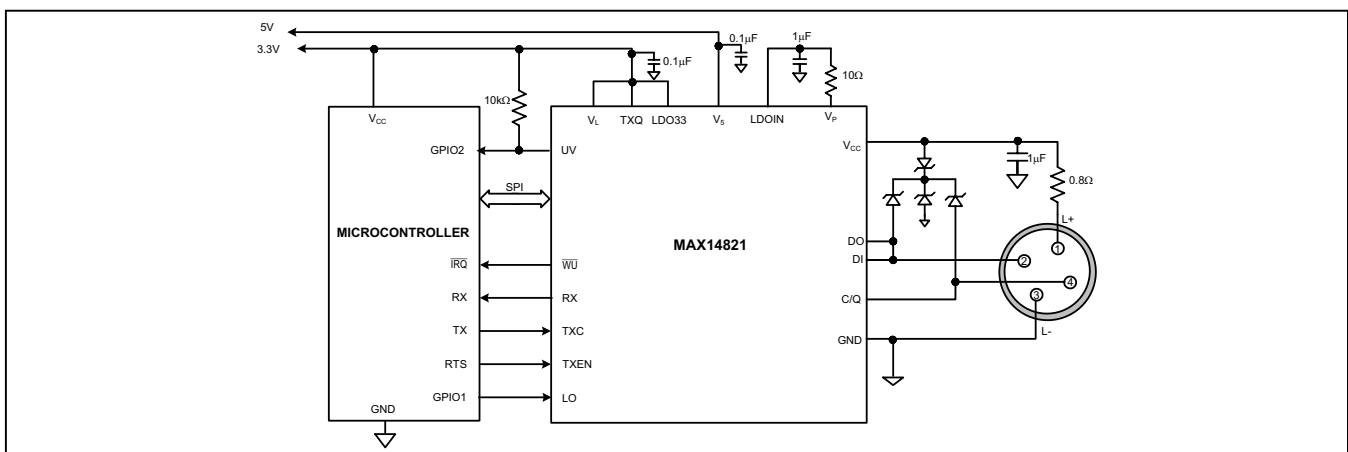 5V
3.3V
0.1μF
0.1μF
1μF
10Ω
10kΩ
VCC
VL TXQ LDO33 V5 LDOIN VP
GPIO2
UV
VCC
1μF
0.8Ω
SPI
MICROCONTROLLER
MAX14821
L+
DO
DI
1
2
IRQ
WU
4
RX
RX
C/Q
3
TX
TXC
L-
GND
RTS
TXEN
GPIO1
LO
GND